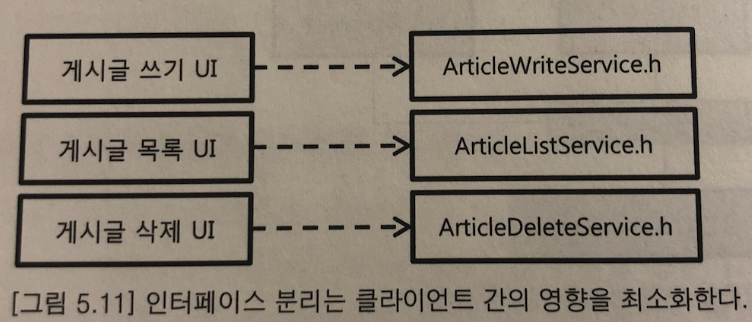 게시글 쓰기 UI
ArticleWriteService.h
게시글 목록 UI
ArticleListService.h
게시글 삭제 UI
ArticleDeleteService.h
[그림 5.11] 인터페이스 분리는 클라이언트 간의 영향을 최소화한다.